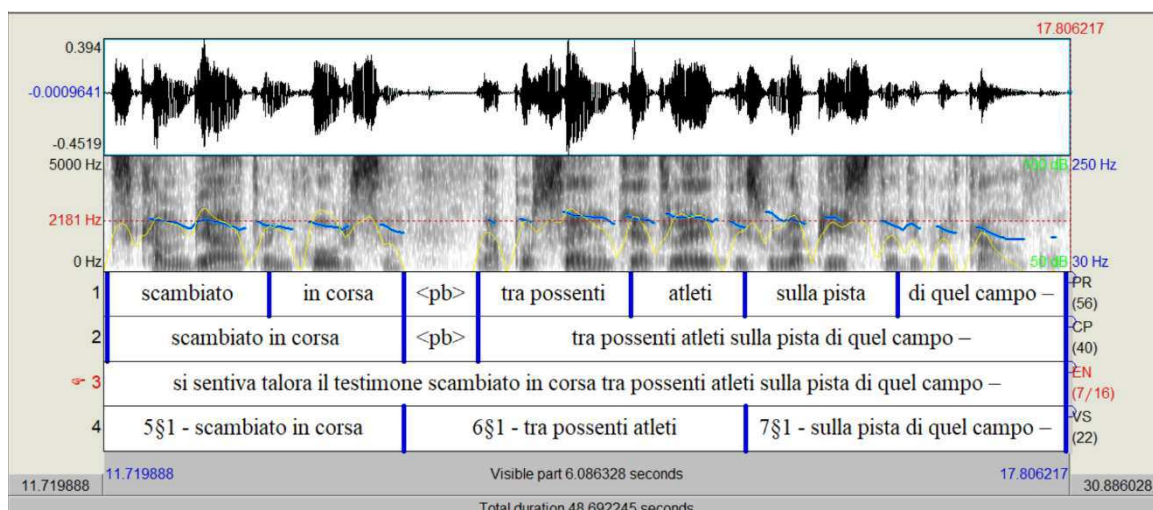 17.806217
0.394
-0.0009641
-0.4519
5000 Hz 100 dB 250 Hz
2181 Hz
0 Hz 50 dB 30 Hz
1 scambiato in corsa <pb> tra possenti atleti sulla pista di quel campo – PR (56)
2 scambiato in corsa <pb> tra possenti atleti sulla pista di quel campo – CP (40)
☞ 3 si sentiva talora il testimone scambiato in corsa tra possenti atleti sulla pista di quel campo – EN (7/16)
4 5§1 - scambiato in corsa 6§1 - tra possenti atleti 7§1 - sulla pista di quel campo – VS (22)
11.719888 Visible part 6.086328 seconds 17.806217
11.719888 30.886028
Total duration 48.692245 seconds